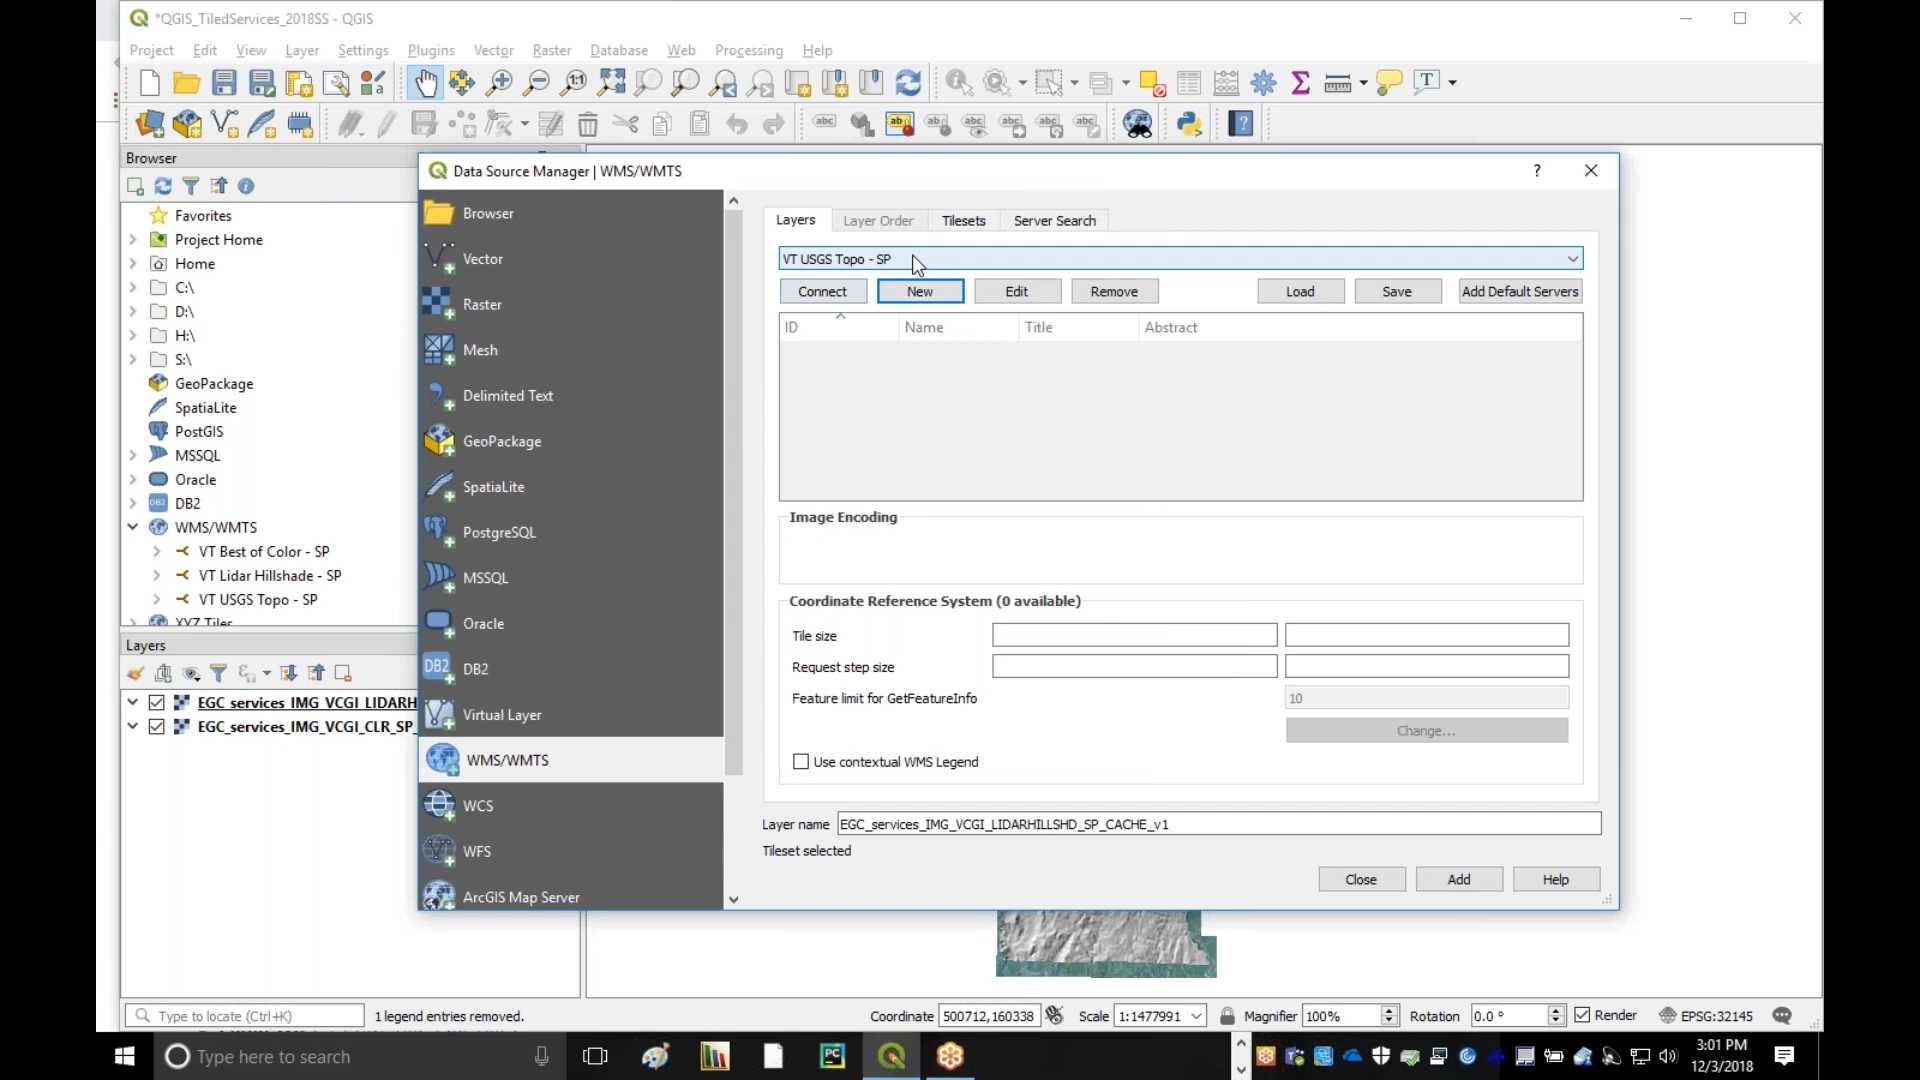 *QGIS_TiledServices_2018SS - QGIS
Project Edit View Layer Settings Plugins Vector Raster Database Web Processing Help
Browser
Favorites
Project Home
Home
C:\
D:\
H:\
S:\
GeoPackage
SpatiaLite
PostGIS
MSSQL
Oracle
DB2
WMS/WMTS
VT Best of Color - SP
VT Lidar Hillshade - SP
VT USGS Topo - SP
XYZ Tiles
Layers
EGC_services_IMG_VCGI_LIDARH
EGC_services_IMG_VCGI_CLR_SP_
Data Source Manager | WMS/WMTS
Browser
Vector
Raster
Mesh
Delimited Text
GeoPackage
SpatiaLite
PostgreSQL
MSSQL
Oracle
DB2
Virtual Layer
WMS/WMTS
WCS
WFS
ArcGIS Map Server
Layers Layer Order Tilesets Server Search
VT USGS Topo - SP
Connect New Edit Remove Load Save Add Default Servers
ID Name Title Abstract
Image Encoding
Coordinate Reference System (0 available)
Tile size
Request step size
Feature limit for GetFeatureInfo 10
Change...
Use contextual WMS Legend
Layer name EGC_services_IMG_VCGI_LIDARHILLSHD_SP_CACHE_v1
Tileset selected
Close Add Help
Type to locate (Ctrl+K) 1 legend entries removed. Coordinate 500712,160338 Scale 1:1477991 Magnifier 100% Rotation 0.0 ° Render EPSG:32145
Type here to search
3:01 PM
12/3/2018